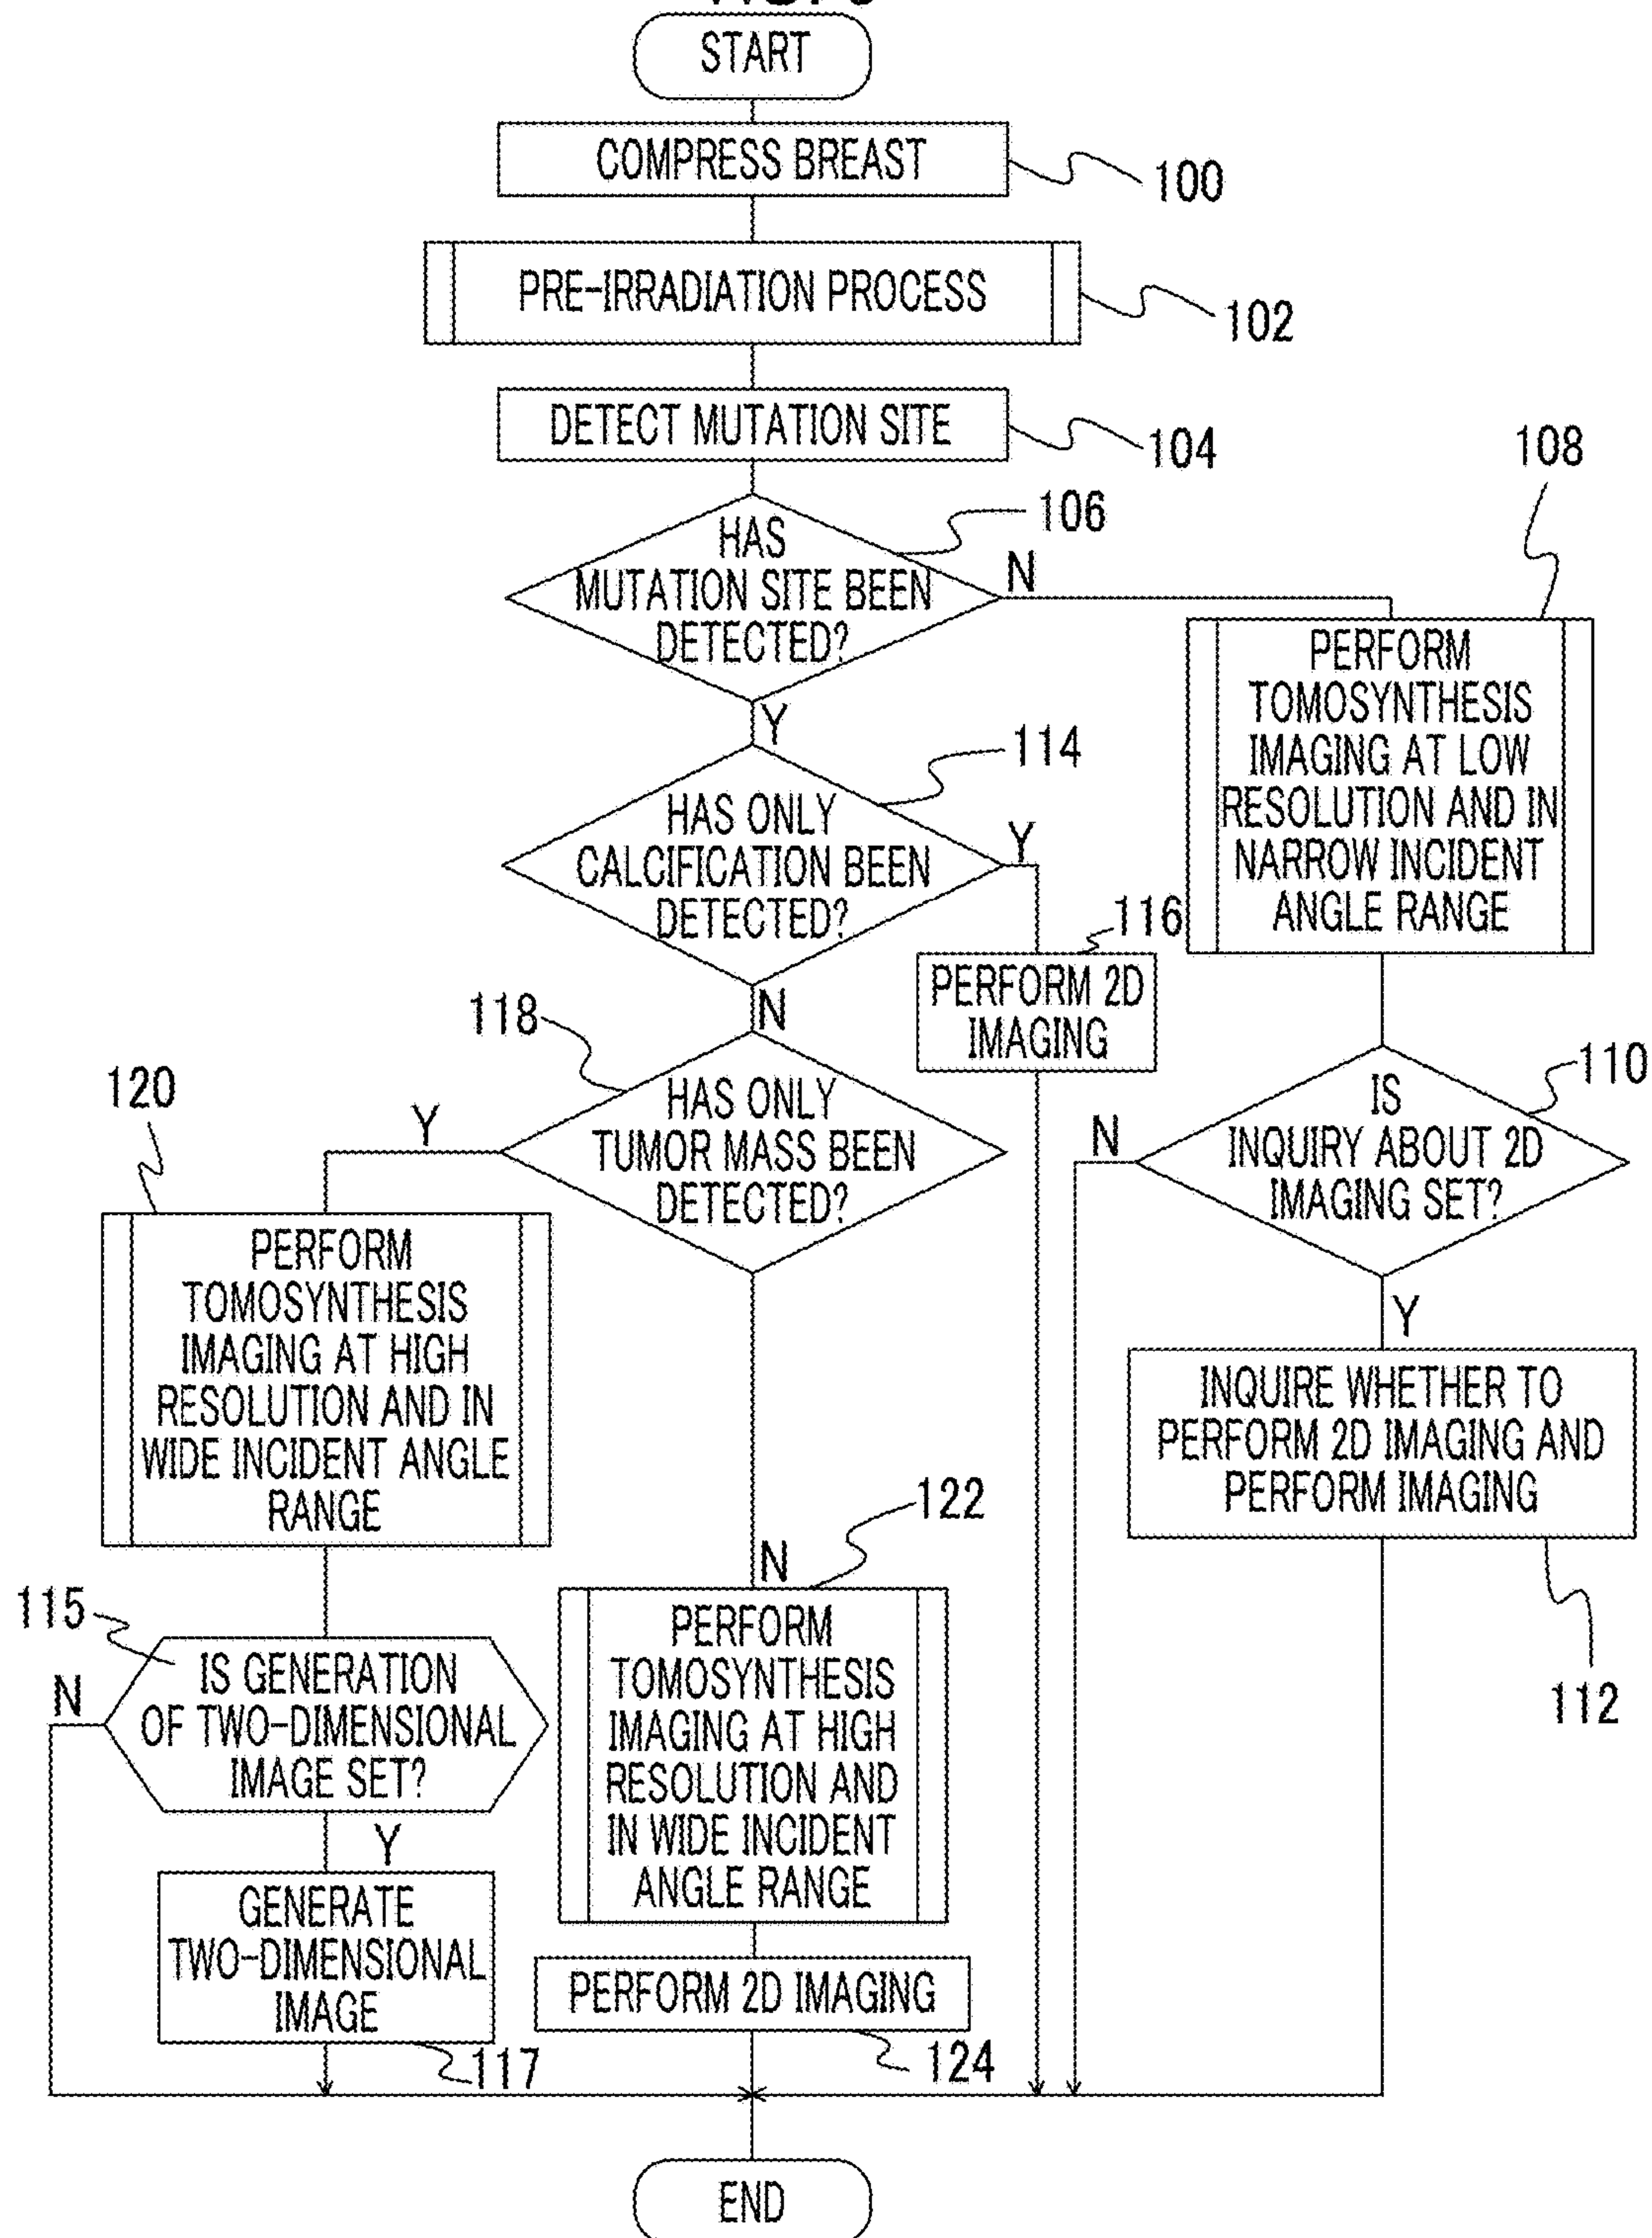 START
COMPRESS BREAST
100
PRE-IRRADIATION PROCESS
102
DETECT MUTATION SITE
104
106
HAS
MUTATION SITE BEEN
DETECTED?
N
Y
108
PERFORM
TOMOSYNTHESIS
IMAGING AT LOW
RESOLUTION AND IN
NARROW INCIDENT
ANGLE RANGE
114
HAS ONLY
CALCIFICATION BEEN
DETECTED?
Y
N
116
PERFORM 2D
IMAGING
110
IS
INQUIRY ABOUT 2D
IMAGING SET?
N
Y
118
HAS ONLY
TUMOR MASS BEEN
DETECTED?
Y
N
120
PERFORM
TOMOSYNTHESIS
IMAGING AT HIGH
RESOLUTION AND IN
WIDE INCIDENT ANGLE
RANGE
INQUIRE WHETHER TO
PERFORM 2D IMAGING AND
PERFORM IMAGING
112
122
PERFORM
TOMOSYNTHESIS
IMAGING AT HIGH
RESOLUTION AND
IN WIDE INCIDENT
ANGLE RANGE
115
IS GENERATION
OF TWO-DIMENSIONAL
IMAGE SET?
N
Y
GENERATE
TWO-DIMENSIONAL
IMAGE
117
PERFORM 2D IMAGING
124
END